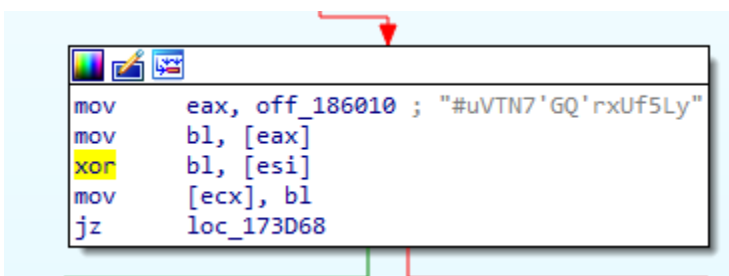 mov eax, off_186010 ; "#uVTN7'GQ'rxUf5Ly"
mov bl, [eax]
xor bl, [esi]
mov [ecx], bl
jz loc_173D68